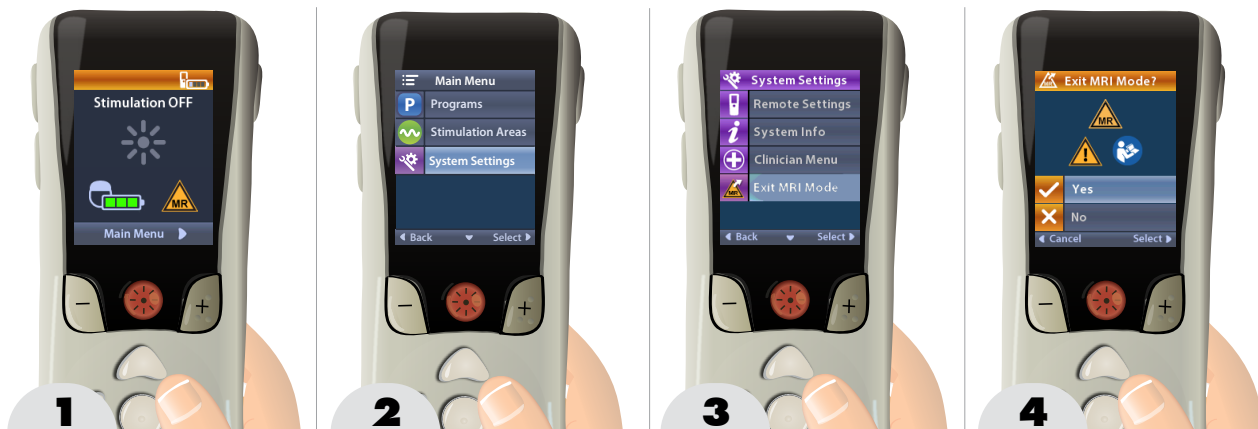 Stimulation OFF
MR
Main Menu
1
Main Menu
P Programs
Stimulation Areas
System Settings
Back Select
2
System Settings
Remote Settings
i System Info
Clinician Menu
MR Exit MRI Mode
Back Select
3
MR Exit MRI Mode?
MR
!
Yes
No
Cancel Select
4